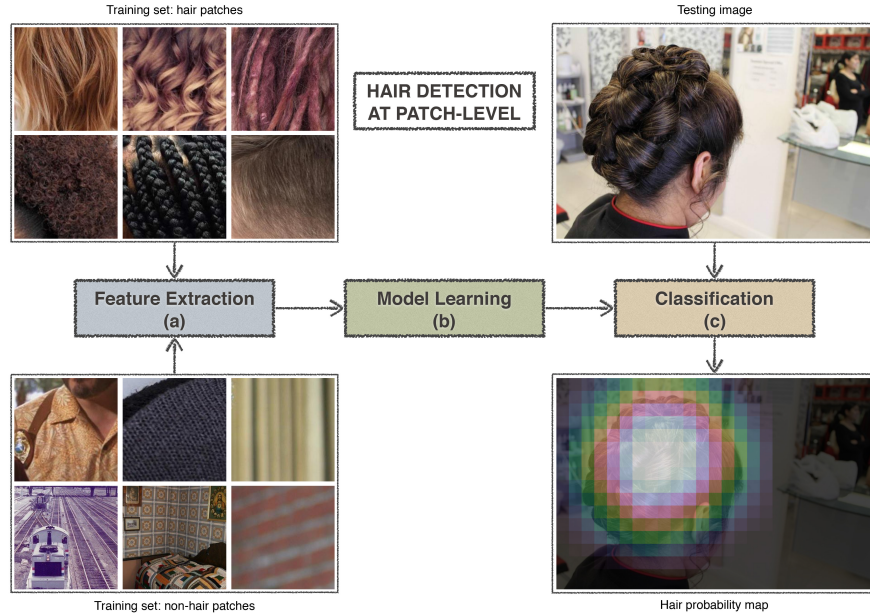 Training set: hair patches
Testing image
HAIR DETECTION
AT PATCH-LEVEL
Feature Extraction
(a)
Model Learning
(b)
Classification
(c)
Training set: non-hair patches
Hair probability map